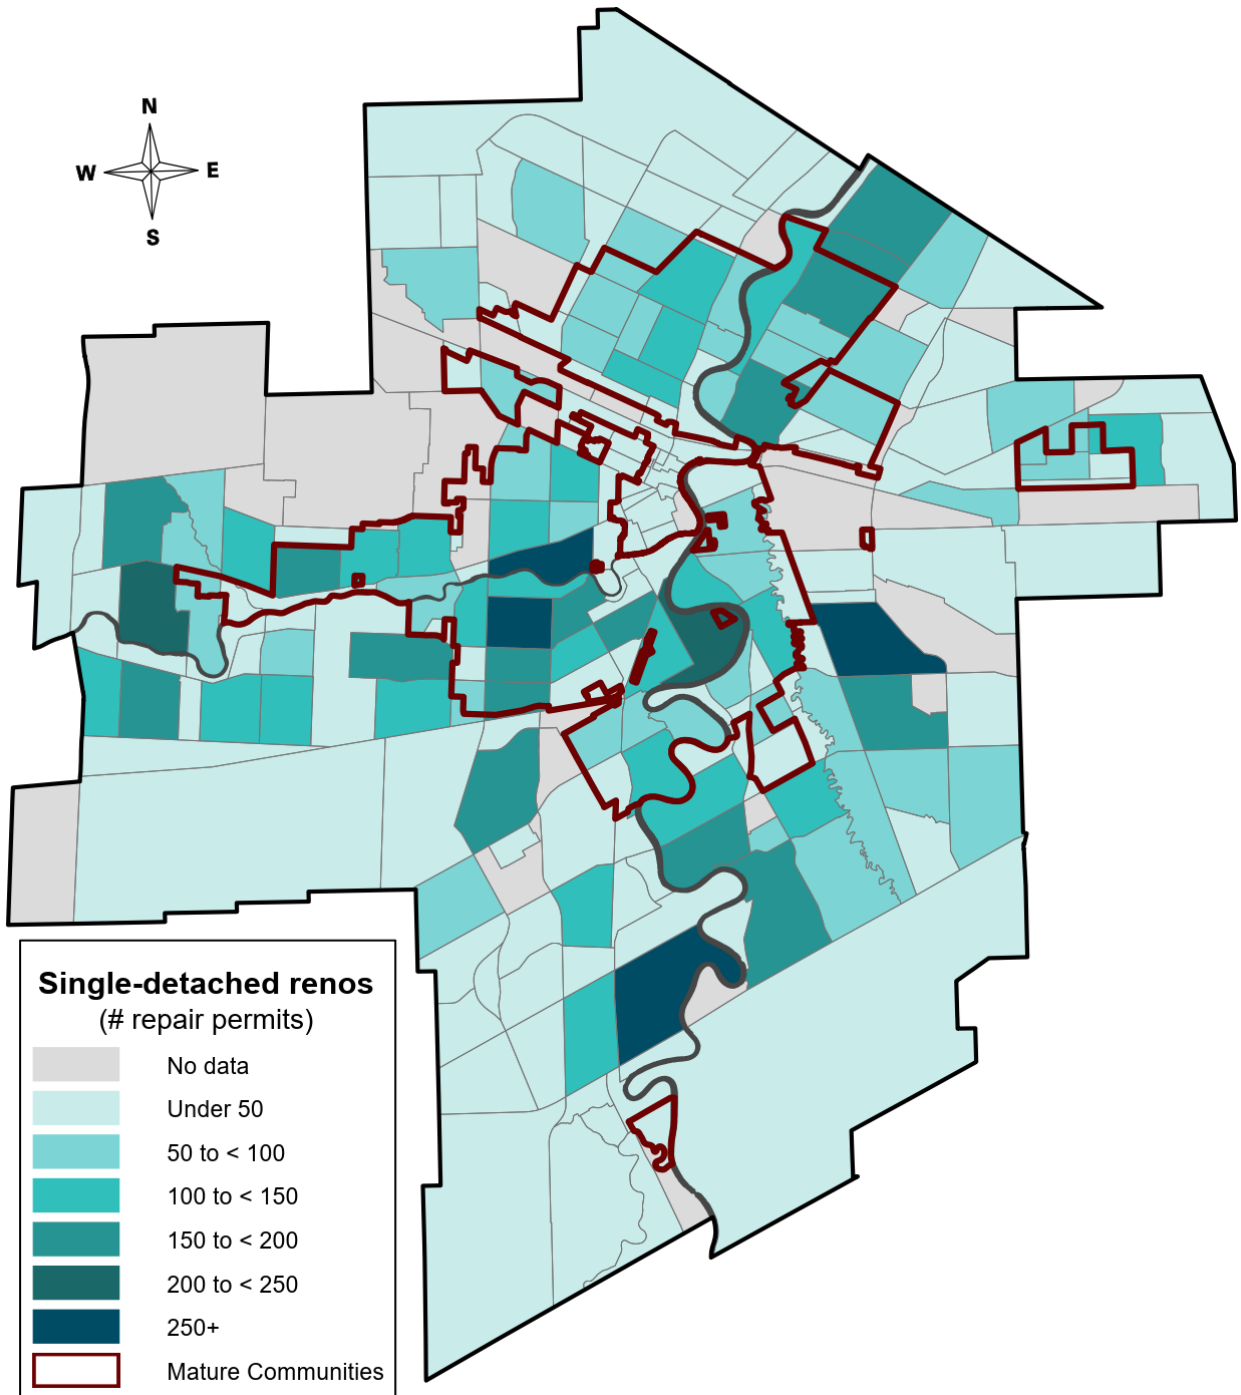 N
W E
S
Single-detached renos
(# repair permits)
No data
Under 50
50 to < 100
100 to < 150
150 to < 200
200 to < 250
250+
Mature Communities